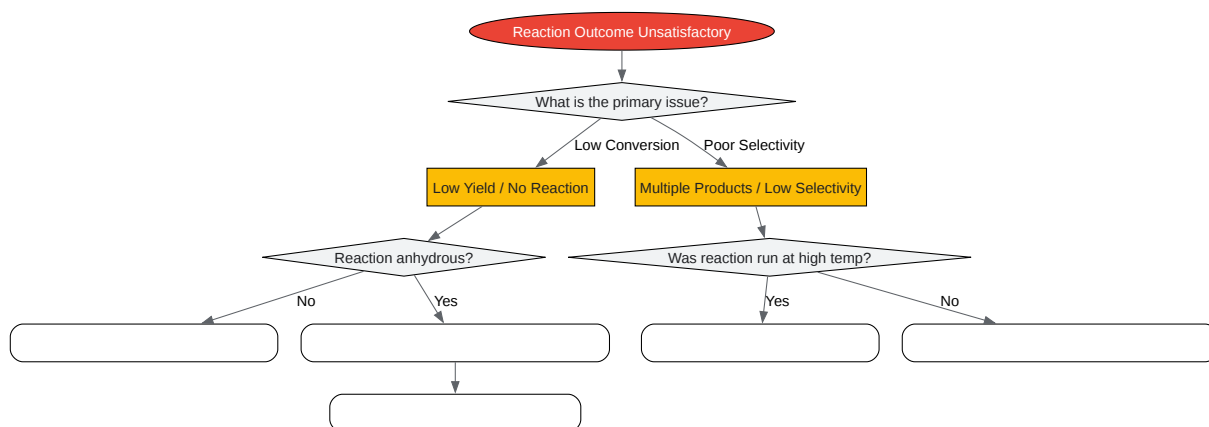 Reaction Outcome Unsatisfactory
What is the primary issue?
Low Conversion
Poor Selectivity
Low Yield / No Reaction
Multiple Products / Low Selectivity
Reaction anhydrous?
Was reaction run at high temp?
No
Yes
Yes
No